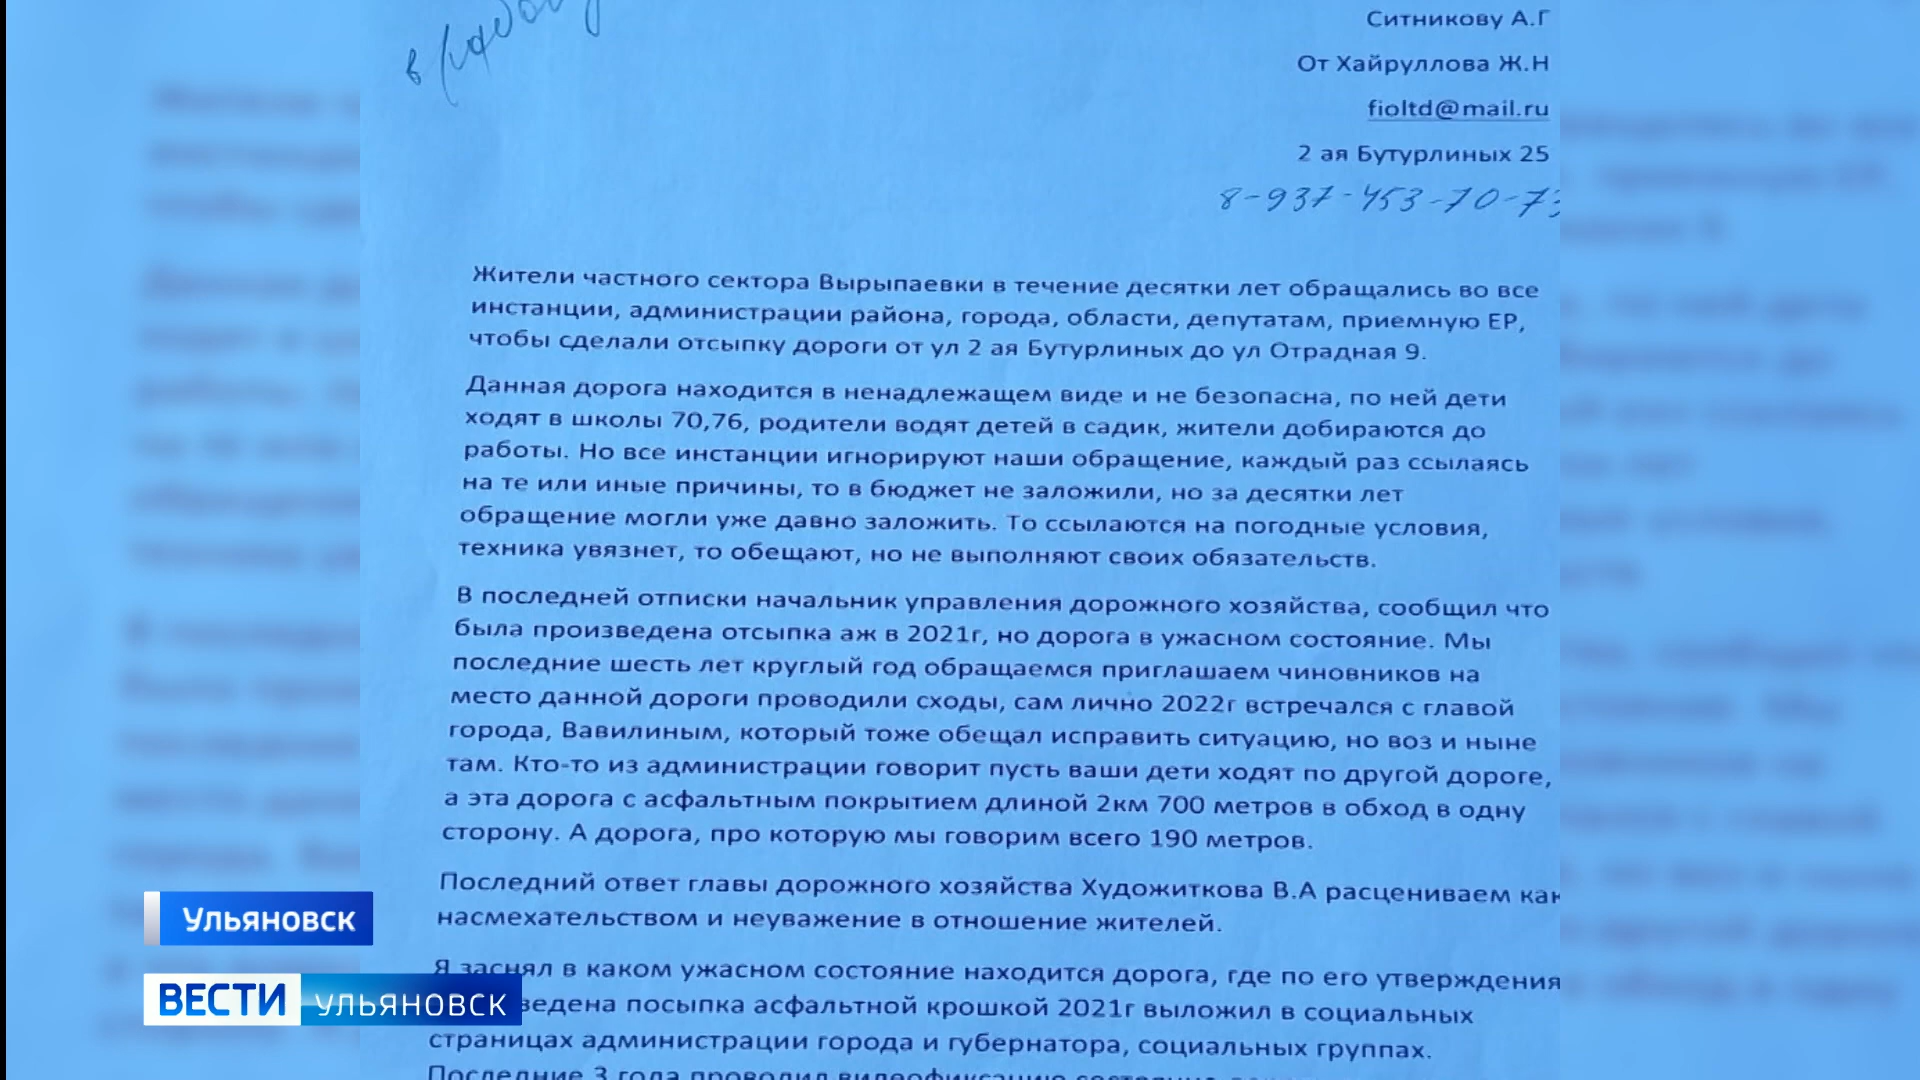 в работу
Ситникову А.Г
От Хайруллова Ж.Н
fioltd@mail.ru
2 ая Бутурлиных 25
8-937-453-70-73
Жители частного сектора Вырыпаевки в течение десятки лет обращались во все
инстанции, администрации района, города, области, депутатам, приемную ЕР,
чтобы сделали отсыпку дороги от ул 2 ая Бутурлиных до ул Отрадная 9.
Данная дорога находится в ненадлежащем виде и не безопасна, по ней дети
ходят в школы 70,76, родители водят детей в садик, жители добираются до
работы. Но все инстанции игнорируют наши обращение, каждый раз ссылаясь
на те или иные причины, то в бюджет не заложили, но за десятки лет
обращение могли уже давно заложить. То ссылаются на погодные условия,
техника увязнет, то обещают, но не выполняют своих обязательств.
В последней отписки начальник управления дорожного хозяйства, сообщил что
была произведена отсыпка аж в 2021г, но дорога в ужасном состояние. Мы
последние шесть лет круглый год обращаемся приглашаем чиновников на
место данной дороги проводили сходы, сам лично 2022г встречался с главой
города, Вавилиным, который тоже обещал исправить ситуацию, но воз и ныне
там. Кто-то из администрации говорит пусть ваши дети ходят по другой дороге,
а эта дорога с асфальтным покрытием длиной 2км 700 метров в обход в одну
сторону. А дорога, про которую мы говорим всего 190 метров.
Последний ответ главы дорожного хозяйства Художиткова В.А расцениваем как
насмехательством и неуважение в отношение жителей.
Я заснял в каком ужасном состояние находится дорога, где по его утверждения
ведена посыпка асфальтной крошкой 2021г выложил в социальных
страницах администрации города и губернатора, социальных группах.
Последние 3 года проводил видеофиксацию состояние
Ульяновск
ВЕСТИ УЛЬЯНОВСК